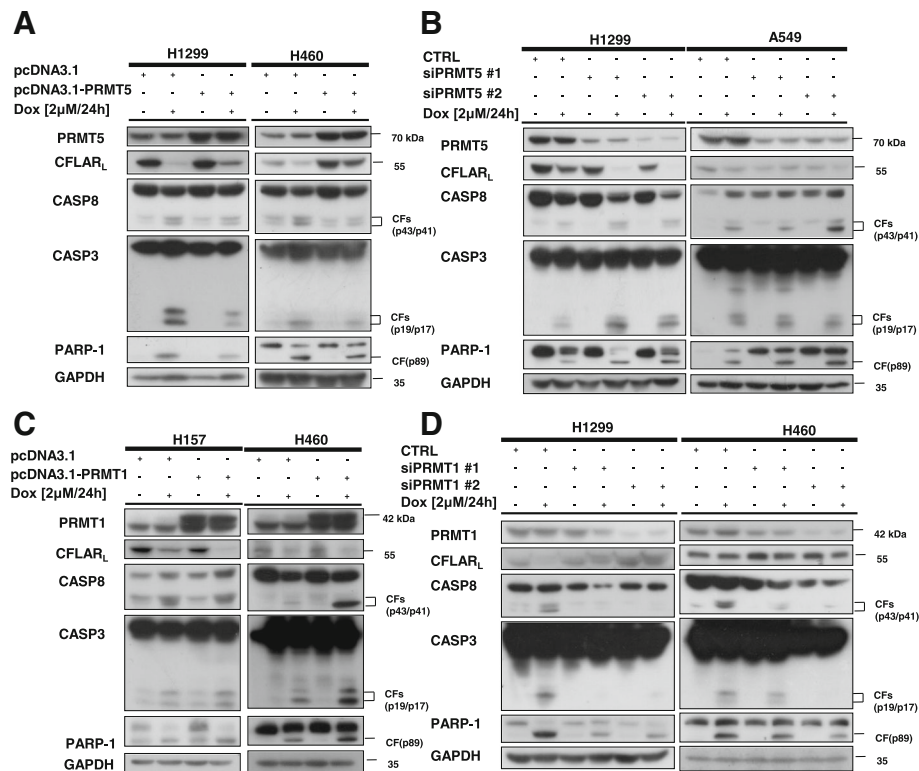 A
H1299 H460
pcDNA3.1 + + - - + + - -
pcDNA3.1-PRMT5 - - + + - - + +
Dox [2µM/24h] - + - + - + - +
PRMT5 70 kDa
CFLARL 55
CASP8
CFs
(p43/p41)
CASP3
CFs
(p19/p17)
PARP-1
CF(p89)
GAPDH 35
B
H1299 A549
CTRL + + - - - - + + - - - -
siPRMT5 #1 - - + + - - - - + + - -
siPRMT5 #2 - - - - + + - - - - + +
Dox [2µM/24h] - + - + - + - + - + - +
PRMT5 70 kDa
CFLARL 55
CASP8
CFs
(p43/p41)
CASP3
CFs
(p19/p17)
PARP-1
CF(p89)
GAPDH 35
C
H157 H460
pcDNA3.1 + + - - + + - -
pcDNA3.1-PRMT1 - - + + - - + +
Dox [2µM/24h] - + - + - + - +
PRMT1 42 kDa
CFLARL 55
CASP8
CFs
(p43/p41)
CASP3
CFs
(p19/p17)
PARP-1 CF(p89)
GAPDH 35
D
H1299 H460
CTRL + + - - - - + + - - - -
siPRMT1 #1 - - + + - - - - + + - -
siPRMT1 #2 - - - - + + - - - - + +
Dox [2µM/24h] - + - + - + - + - + - +
PRMT1 42 kDa
CFLARL 55
CASP8
CFs
(p43/p41)
CASP3
CFs
(p19/p17)
PARP-1
CF(p89)
GAPDH 35